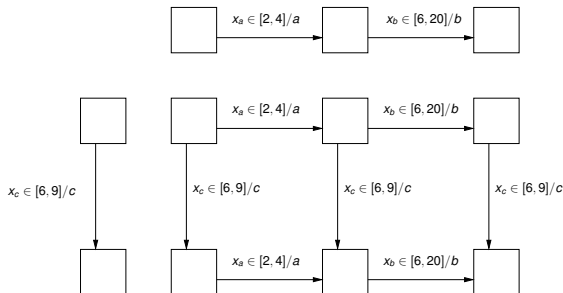 x_a ∈ [2,4]/a x_b ∈ [6,20]/b
x_a ∈ [2,4]/a x_b ∈ [6,20]/b
x_c ∈ [6,9]/c x_c ∈ [6,9]/c x_c ∈ [6,9]/c x_c ∈ [6,9]/c
x_a ∈ [2,4]/a x_b ∈ [6,20]/b